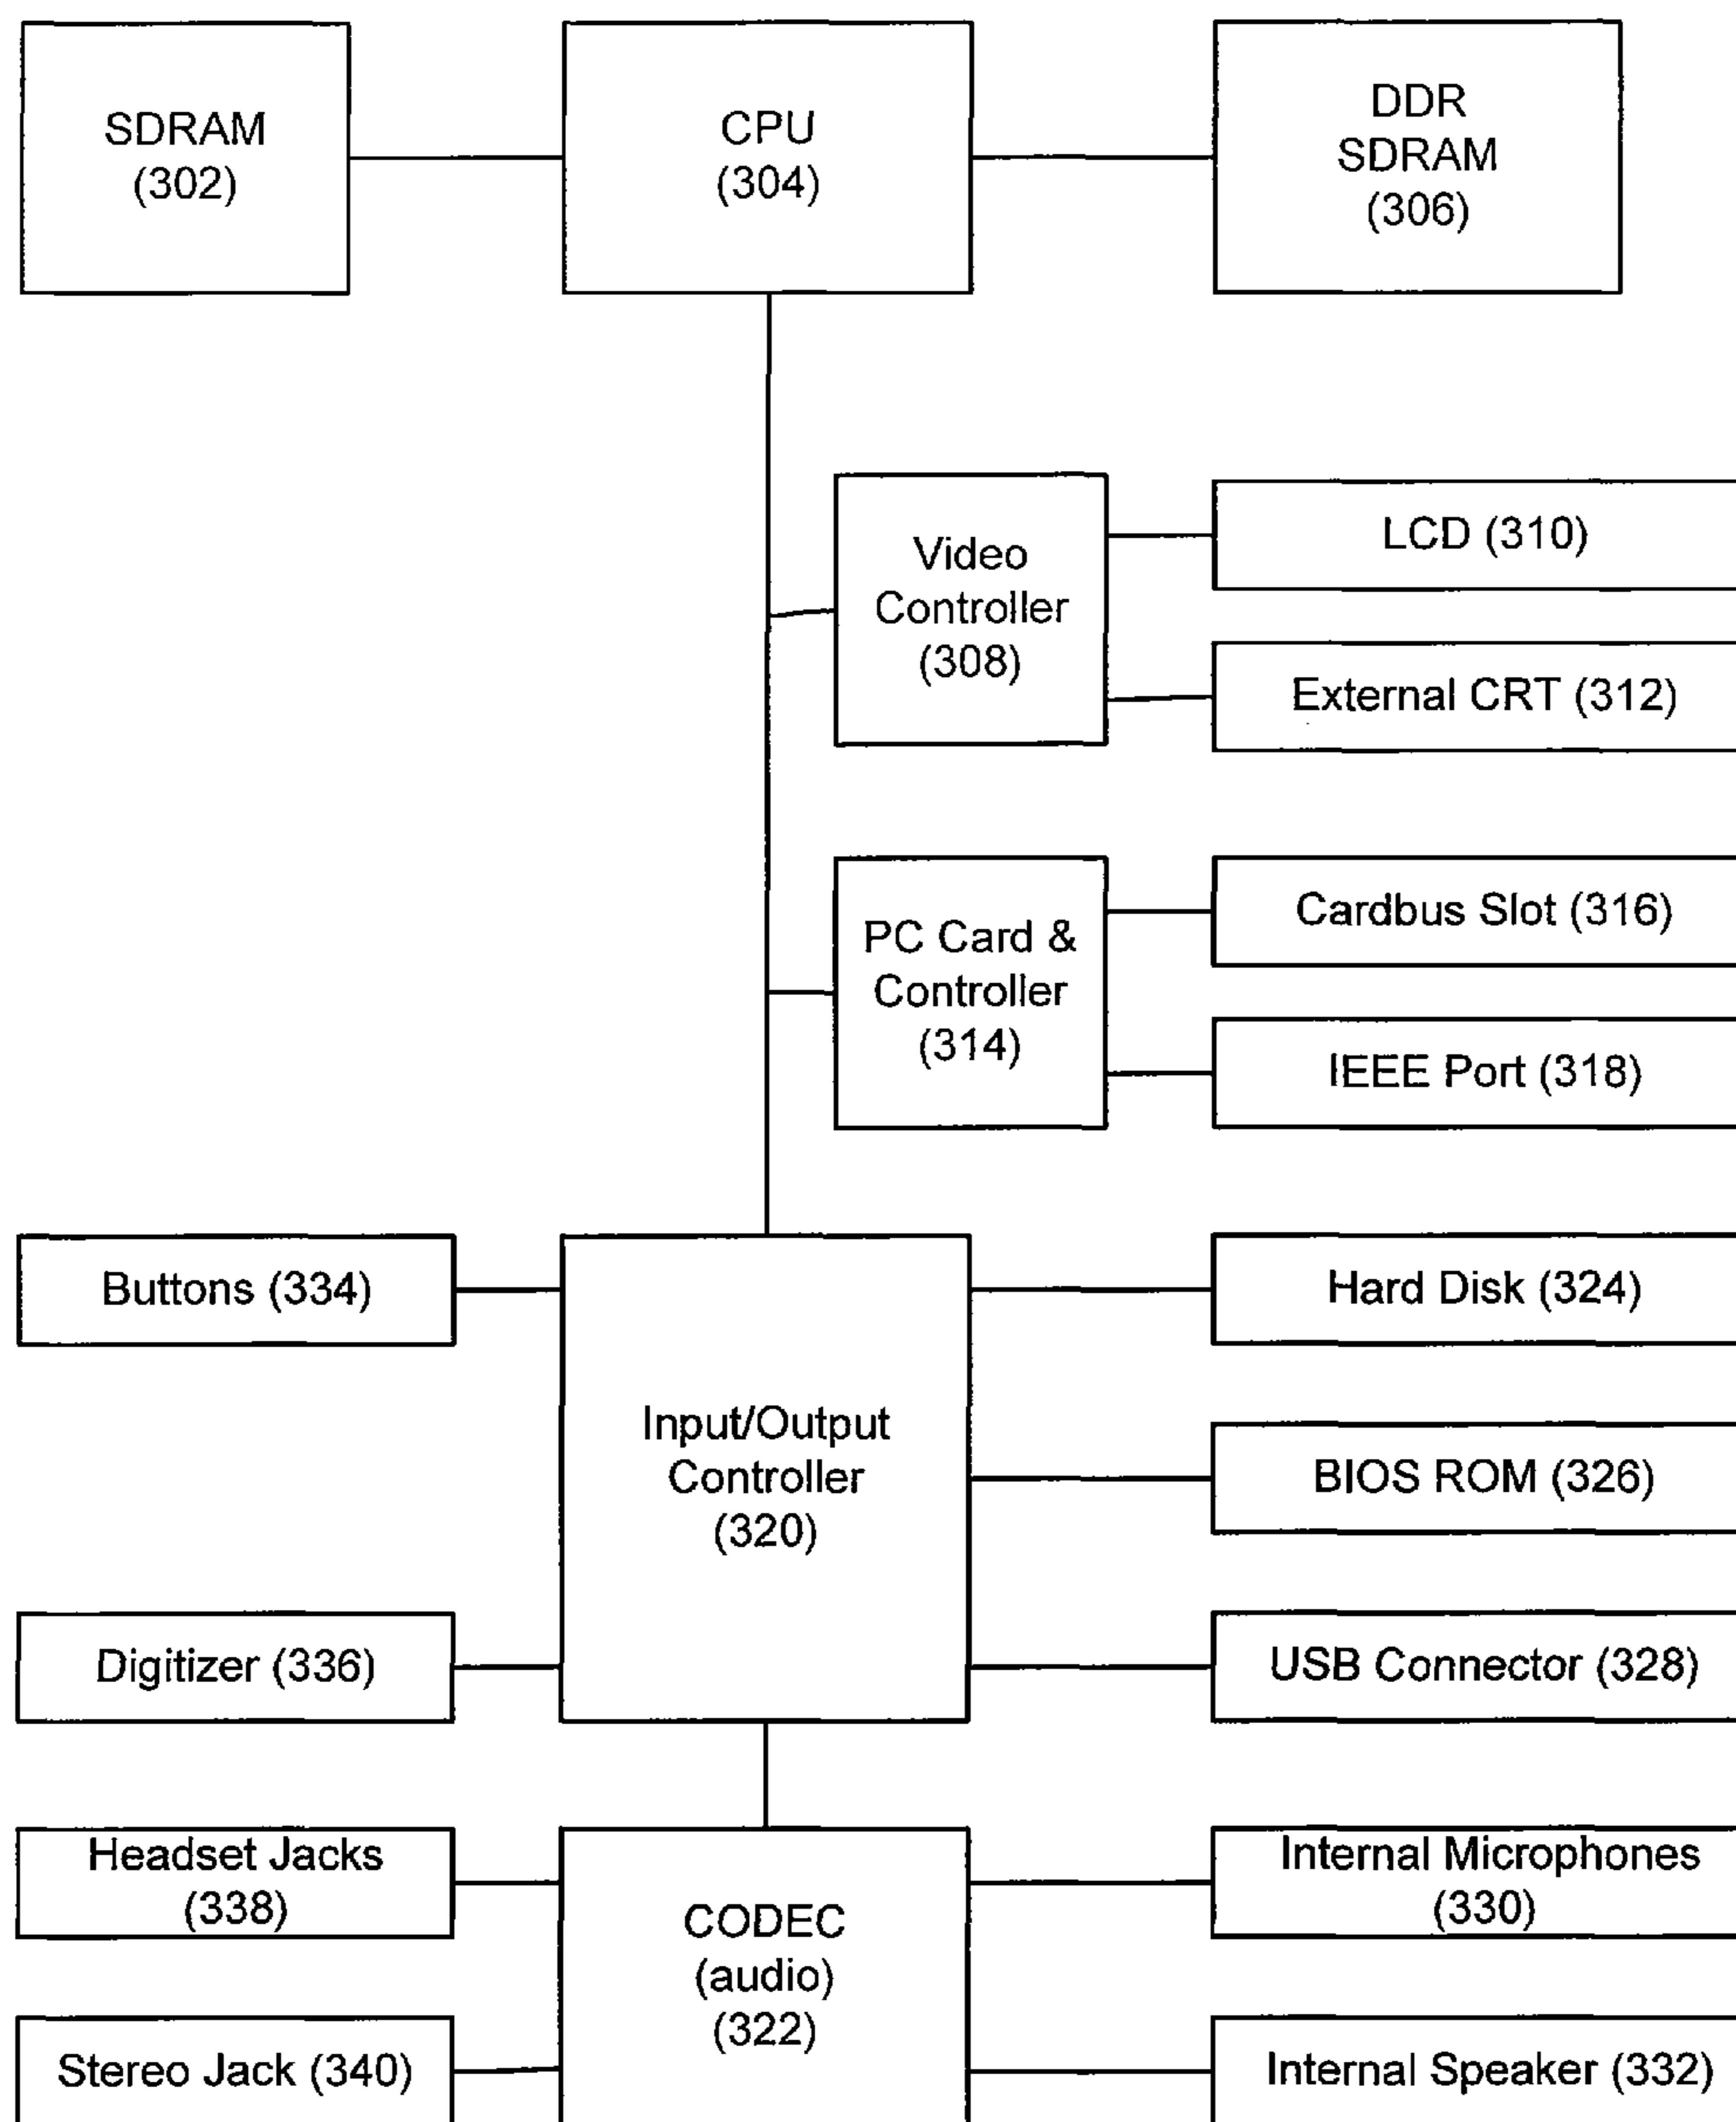 SDRAM
(302)
CPU
(304)
DDR
SDRAM
(306)
Video
Controller
(308)
LCD (310)
External CRT (312)
PC Card &
Controller
(314)
Cardbus Slot (316)
IEEE Port (318)
Buttons (334)
Input/Output
Controller
(320)
Hard Disk (324)
BIOS ROM (326)
Digitizer (336)
USB Connector (328)
Headset Jacks
(338)
CODEC
(audio)
(322)
Internal Microphones
(330)
Stereo Jack (340)
Internal Speaker (332)